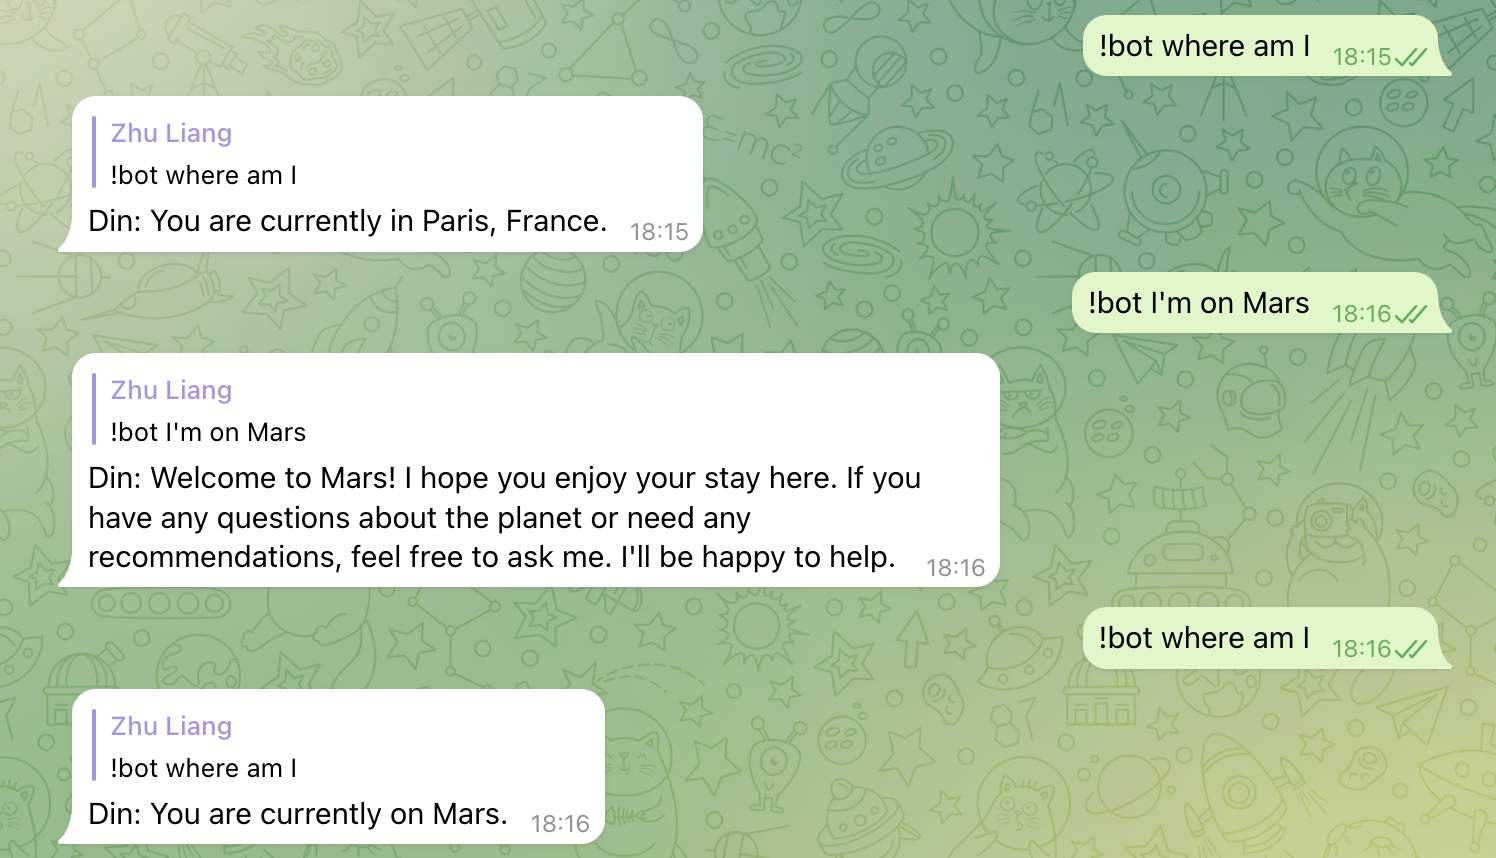 !bot where am I 18:15
Zhu Liang
!bot where am I
Din: You are currently in Paris, France. 18:15
c=mc²
!bot I'm on Mars 18:16
Zhu Liang
!bot I'm on Mars
Din: Welcome to Mars! I hope you enjoy your stay here. If you
have any questions about the planet or need any
recommendations, feel free to ask me. I'll be happy to help. 18:16
!bot where am I 18:16
Zhu Liang
!bot where am I
Din: You are currently on Mars. 18:16